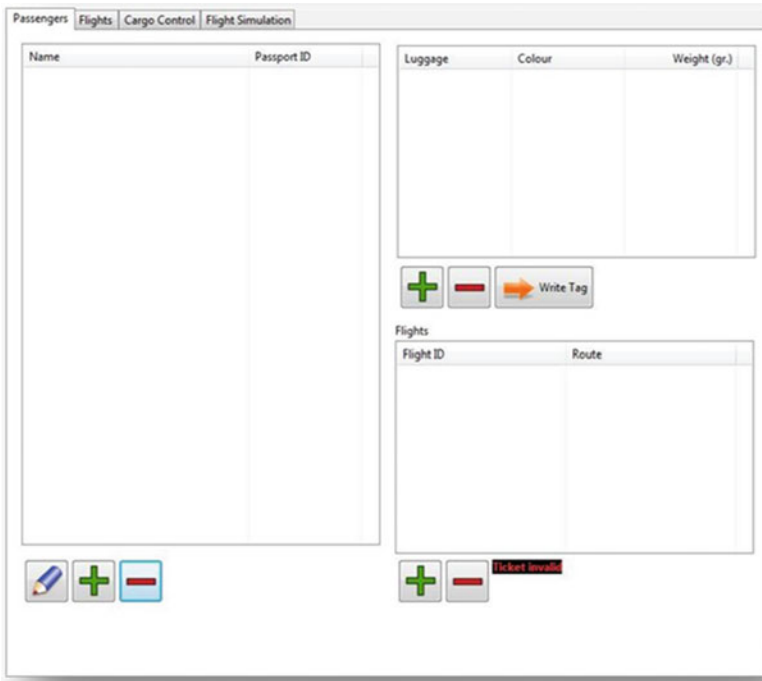 Passengers Flights Cargo Control Flight Simulation
Name Passport ID
Luggage Colour Weight (gr.)
Write Tag
Flights
Flight ID Route
Ticket invalid